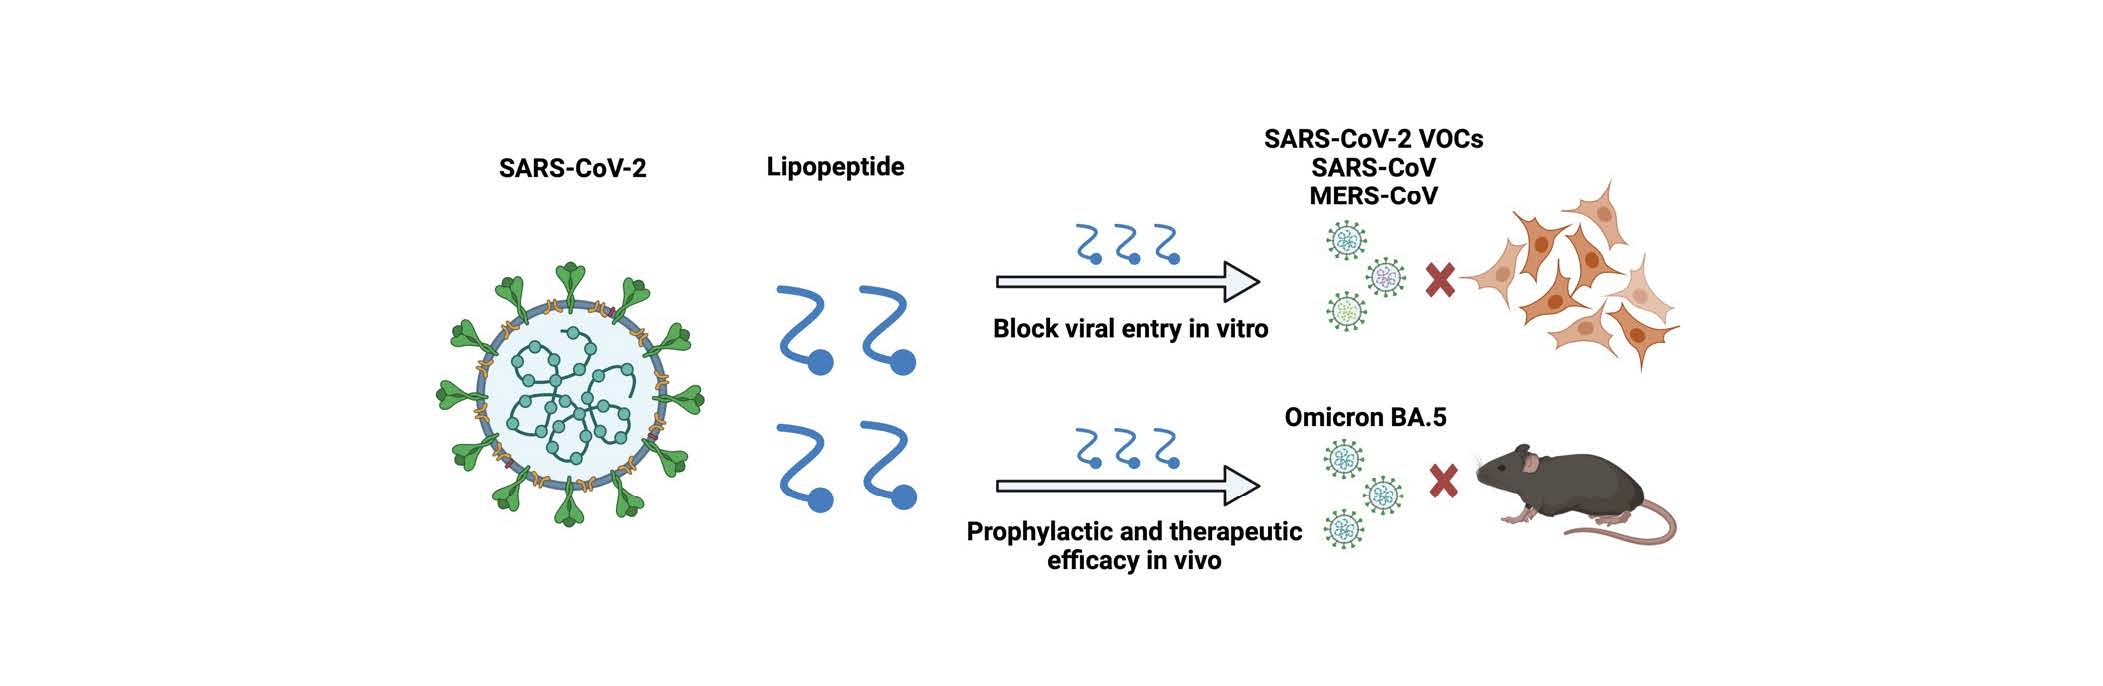 SARS-CoV-2
Lipopeptide
SARS-CoV-2 VOCs
SARS-CoV
MERS-CoV
Block viral entry in vitro
Omicron BA.5
Prophylactic and therapeutic
efficacy in vivo